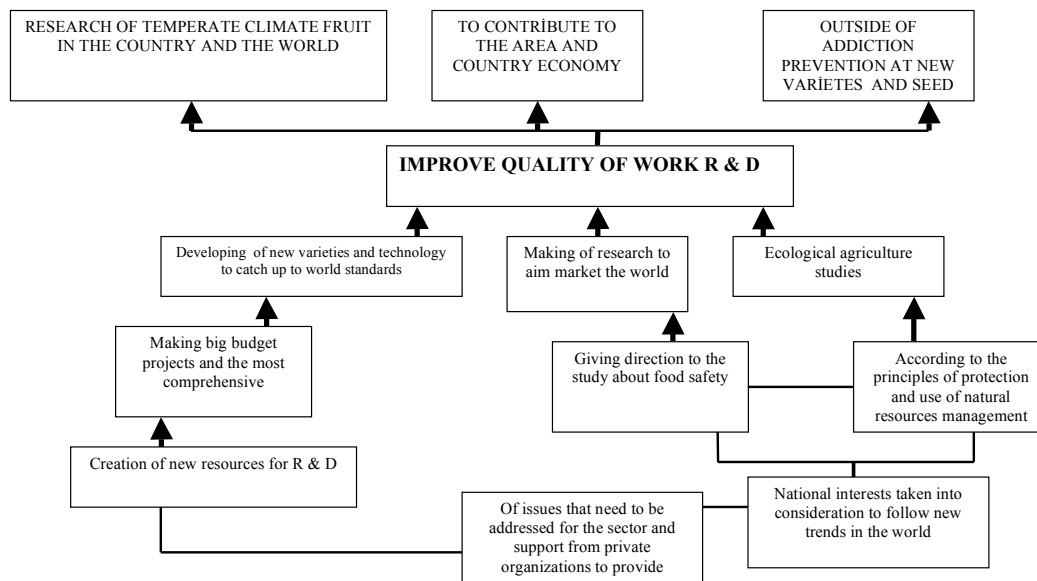 RESEARCH OF TEMPERATE CLIMATE FRUIT
IN THE COUNTRY AND THE WORLD
TO CONTRİBUTE TO
THE AREA AND
COUNTRY ECONOMY
OUTSIDE OF
ADDICTION
PREVENTION AT NEW
VARİETES AND SEED
IMPROVE QUALITY OF WORK R & D
Developing of new varieties and technology
to catch up to world standards
Making of research to
aim market the world
Ecological agriculture
studies
Making big budget
projects and the most
comprehensive
Giving direction to the
study about food safety
According to the
principles of protection
and use of natural
resources management
Creation of new resources for R & D
Of issues that need to be
addressed for the sector and
support from private
organizations to provide
National interests taken into
consideration to follow new
trends in the world